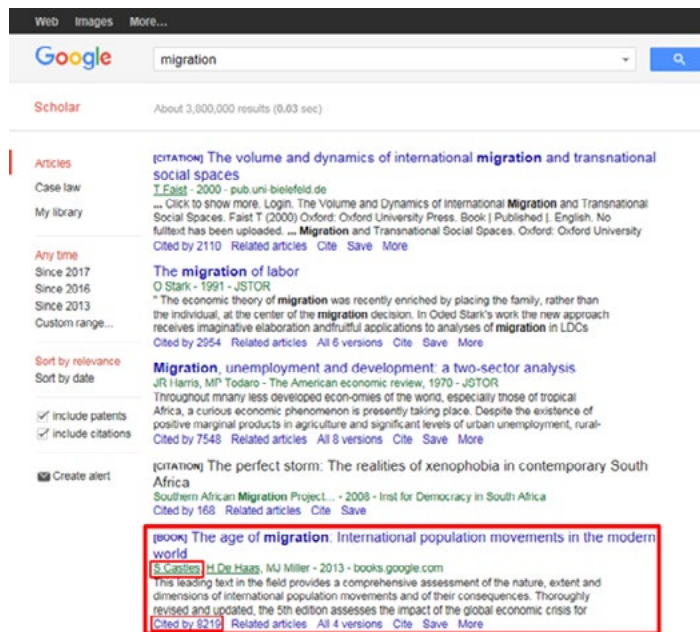 Web Images More...
Google
migration
Scholar
About 3,800,000 results (0.03 sec)
Articles
Case law
My library
Any time
Since 2017
Since 2016
Since 2013
Custom range...
Sort by relevance
Sort by date
include patents
include citations
Create alert
[CITATION] The volume and dynamics of international migration and transnational
social spaces
T Faist - 2000 - pub.uni-bielefeld.de
... Click to show more. Login. The Volume and Dynamics of International Migration and Transnational
Social Spaces. Faist T (2000) Oxford: Oxford University Press. Book | Published |. English. No
fulltext has been uploaded. ... Migration and Transnational Social Spaces. Oxford: Oxford University
Cited by 2110 Related articles Cite Save More
The migration of labor
O Stark - 1991 - JSTOR
" The economic theory of migration was recently enriched by placing the family, rather than
the individual, at the center of the migration decision. In Oded Stark's work the new approach
receives imaginative elaboration andfruitful applications to analyses of migration in LDCs
Cited by 2954 Related articles All 6 versions Cite Save More
Migration, unemployment and development: a two-sector analysis
JR Harris, MP Todaro - The American economic review, 1970 - JSTOR
Throughout mnany less developed econ-omies of the world, especially those of tropical
Africa, a curious economic phenomenon is presently taking place. Despite the existence of
positive marginal products in agriculture and significant levels of urban unemployment, rural-
Cited by 7548 Related articles All 8 versions Cite Save More
[CITATION] The perfect storm: The realities of xenophobia in contemporary South
Africa
Southern African Migration Project... - 2008 - Inst for Democracy in South Africa
Cited by 168 Related articles Cite Save
[BOOK] The age of migration: International population movements in the modern
world
S Castles, H De Haas, MJ Miller - 2013 - books.google.com
This leading text in the field provides a comprehensive assessment of the nature, extent and
dimensions of international population movements and of their consequences. Thoroughly
revised and updated, the 5th edition assesses the impact of the global economic crisis for
Cited by 8219 Related articles All 4 versions Cite Save More